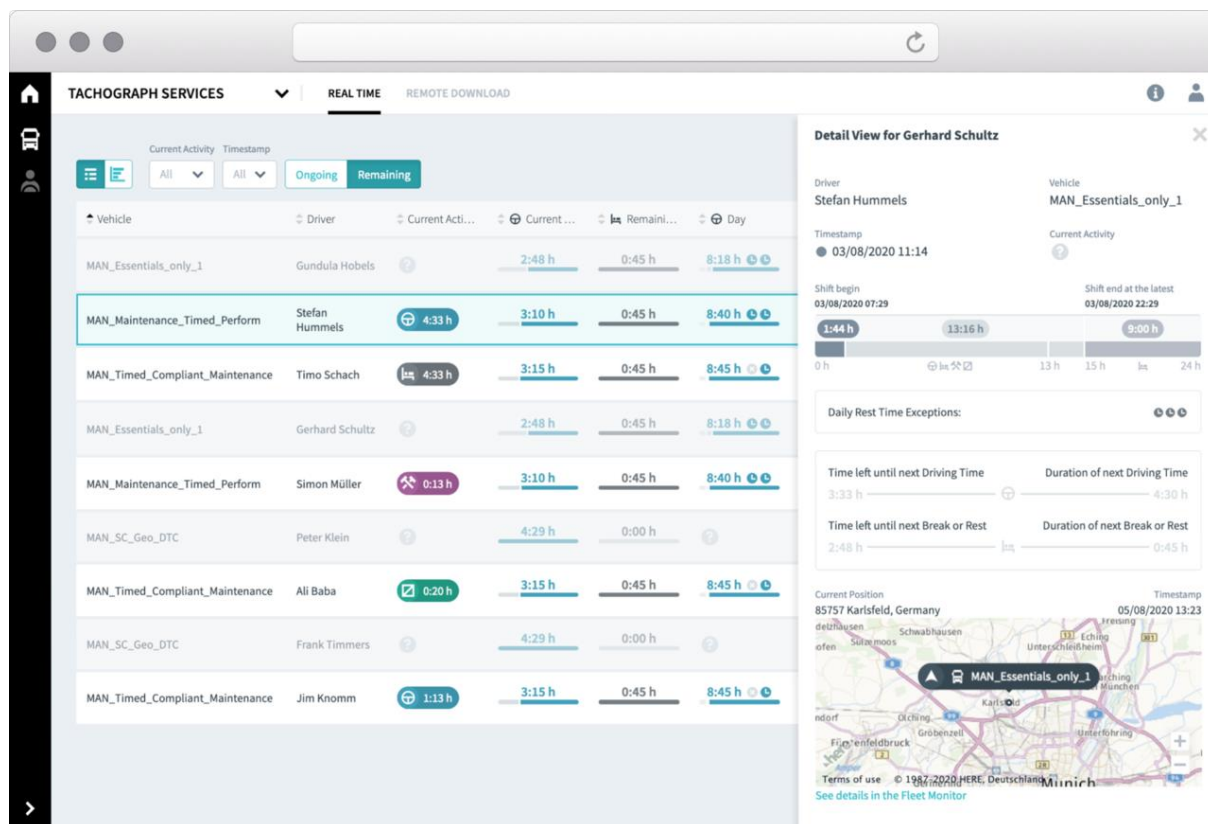 TACHOGRAPH SERVICES REAL TIME REMOTE DOWNLOAD
Current Activity Timestamp
All All Ongoing Remaining
Vehicle Driver Current Acti... Current ... Remaini... Day
MAN_Essentials_only_1 Gundula Hobels 2:48 h 0:45 h 8:18 h
MAN_Maintenance_Timed_Perform Stefan Hummels 4:33 h 3:10 h 0:45 h 8:40 h
MAN_Timed_Compliant_Maintenance Timo Schach 4:33 h 3:15 h 0:45 h 8:45 h
MAN_Essentials_only_1 Gerhard Schultz 2:48 h 0:45 h 8:18 h
MAN_Maintenance_Timed_Perform Simon Müller 0:13 h 3:10 h 0:45 h 8:40 h
MAN_SC_Geo_DTC Peter Klein 4:29 h 0:00 h
MAN_Timed_Compliant_Maintenance Ali Baba 0:20 h 3:15 h 0:45 h 8:45 h
MAN_SC_Geo_DTC Frank Timmers 4:29 h 0:00 h
MAN_Timed_Compliant_Maintenance Jim Knomm 1:13 h 3:15 h 0:45 h 8:45 h
Detail View for Gerhard Schultz
Driver Vehicle
Stefan Hummels MAN_Essentials_only_1
Timestamp Current Activity
03/08/2020 11:14
Shift begin Shift end at the latest
03/08/2020 07:29 03/08/2020 22:29
1:44 h 13:16 h 9:00 h
0 h 13 h 15 h 24 h
Daily Rest Time Exceptions:
Time left until next Driving Time Duration of next Driving Time
3:33 h 4:30 h
Time left until next Break or Rest Duration of next Break or Rest
2:48 h 0:45 h
Current Position Timestamp
85757 Karlsfeld, Germany 05/08/2020 13:23
Schwabhausen Eching
Sulzemoos Unterschleißheim
MAN_Essentials_only_1
Olching
Gröbenzell Unterföhring
Fürstenfeldbruck
Terms of use © 1987-2020 HERE, Deutschland Munich
See details in the Fleet Monitor